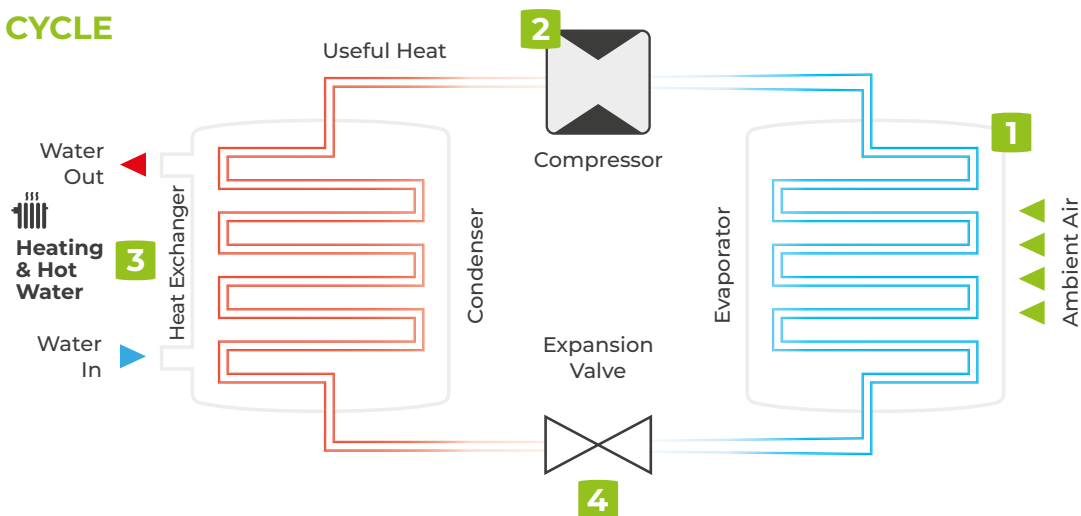 CYCLE
2
Useful Heat
1
Compressor
Water
Out
Heating
& Hot
Water
3
Heat Exchanger
Condenser
Evaporator
Ambient Air
Water
In
Expansion
Valve
4